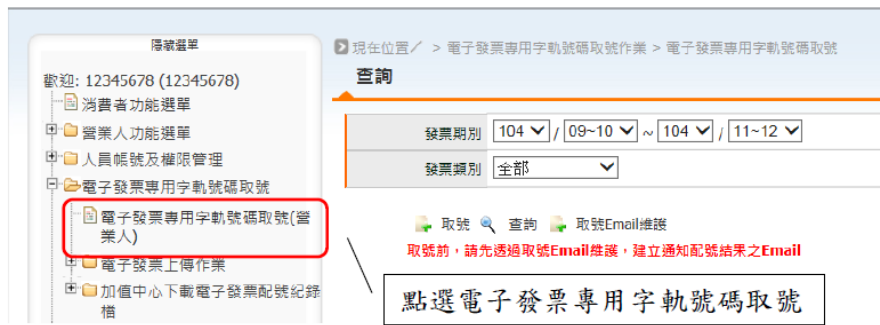 隱藏選單
歡迎: 12345678 (12345678)
消費者功能選單
營業人功能選單
人員帳號及權限管理
電子發票專用字軌號碼取號
電子發票專用字軌號碼取號(營
業人)
電子發票上傳作業
加值中心下載電子發票配號紀錄
檔
現在位置／ > 電子發票專用字軌號碼取號作業 > 電子發票專用字軌號碼取號
查詢
發票期別 104 / 09~10 ~ 104 / 11~12
發票類別 全部
取號 查詢 取號Email維護
取號前，請先透過取號Email維護，建立通知配號結果之Email
點選電子發票專用字軌號碼取號